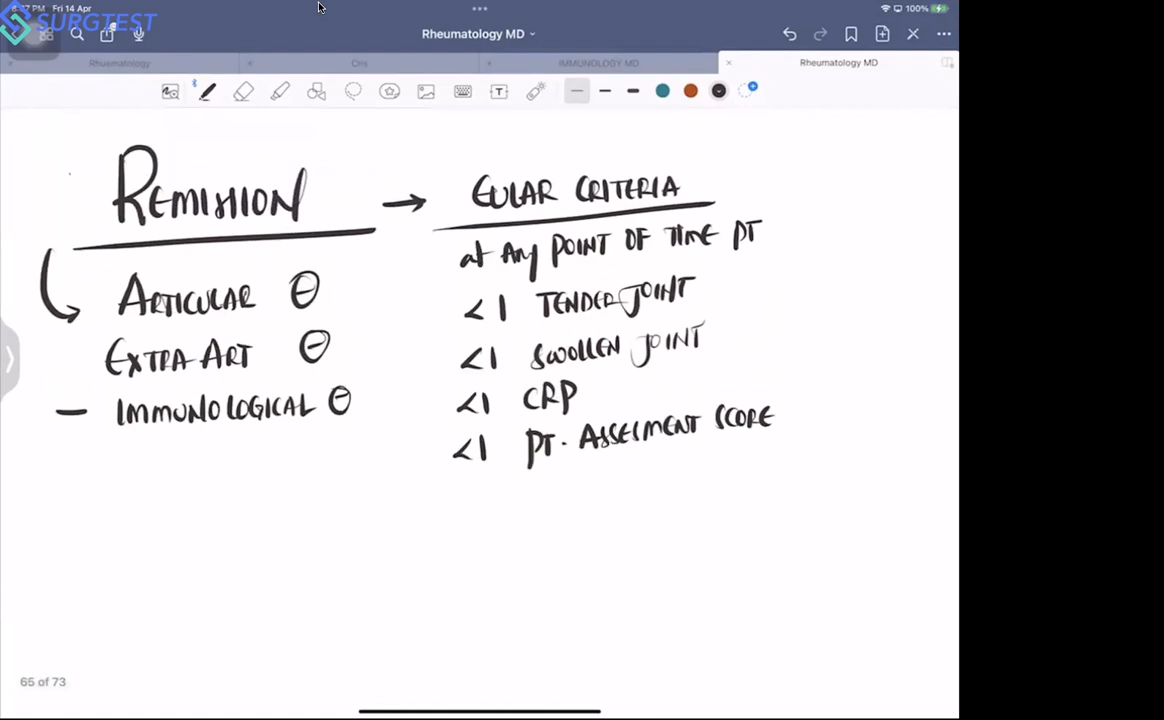 Fri 14 Apr
100%
SURGTEST
Rheumatology MD
Rhuematology
Cns
IMMUNOLOGY MD
Rheumatology MD
REMISSION → EULAR CRITERIA
at Any POINT OF TIME PT
ARTICULAR ⊖
<1 TENDER JOINT
EXTRA ART ⊖
<1 SWOLLEN JOINT
— IMMUNOLOGICAL ⊖
<1 CRP
<1 PT. ASSESMENT SCORE
65 of 73